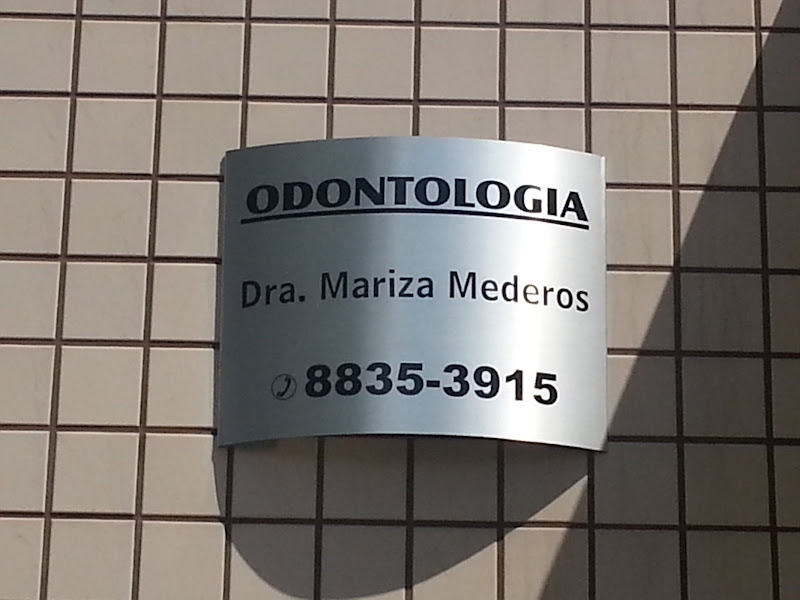 ODONTOLOGIA
Dra. Mariza Mederos
✆ 8835-3915